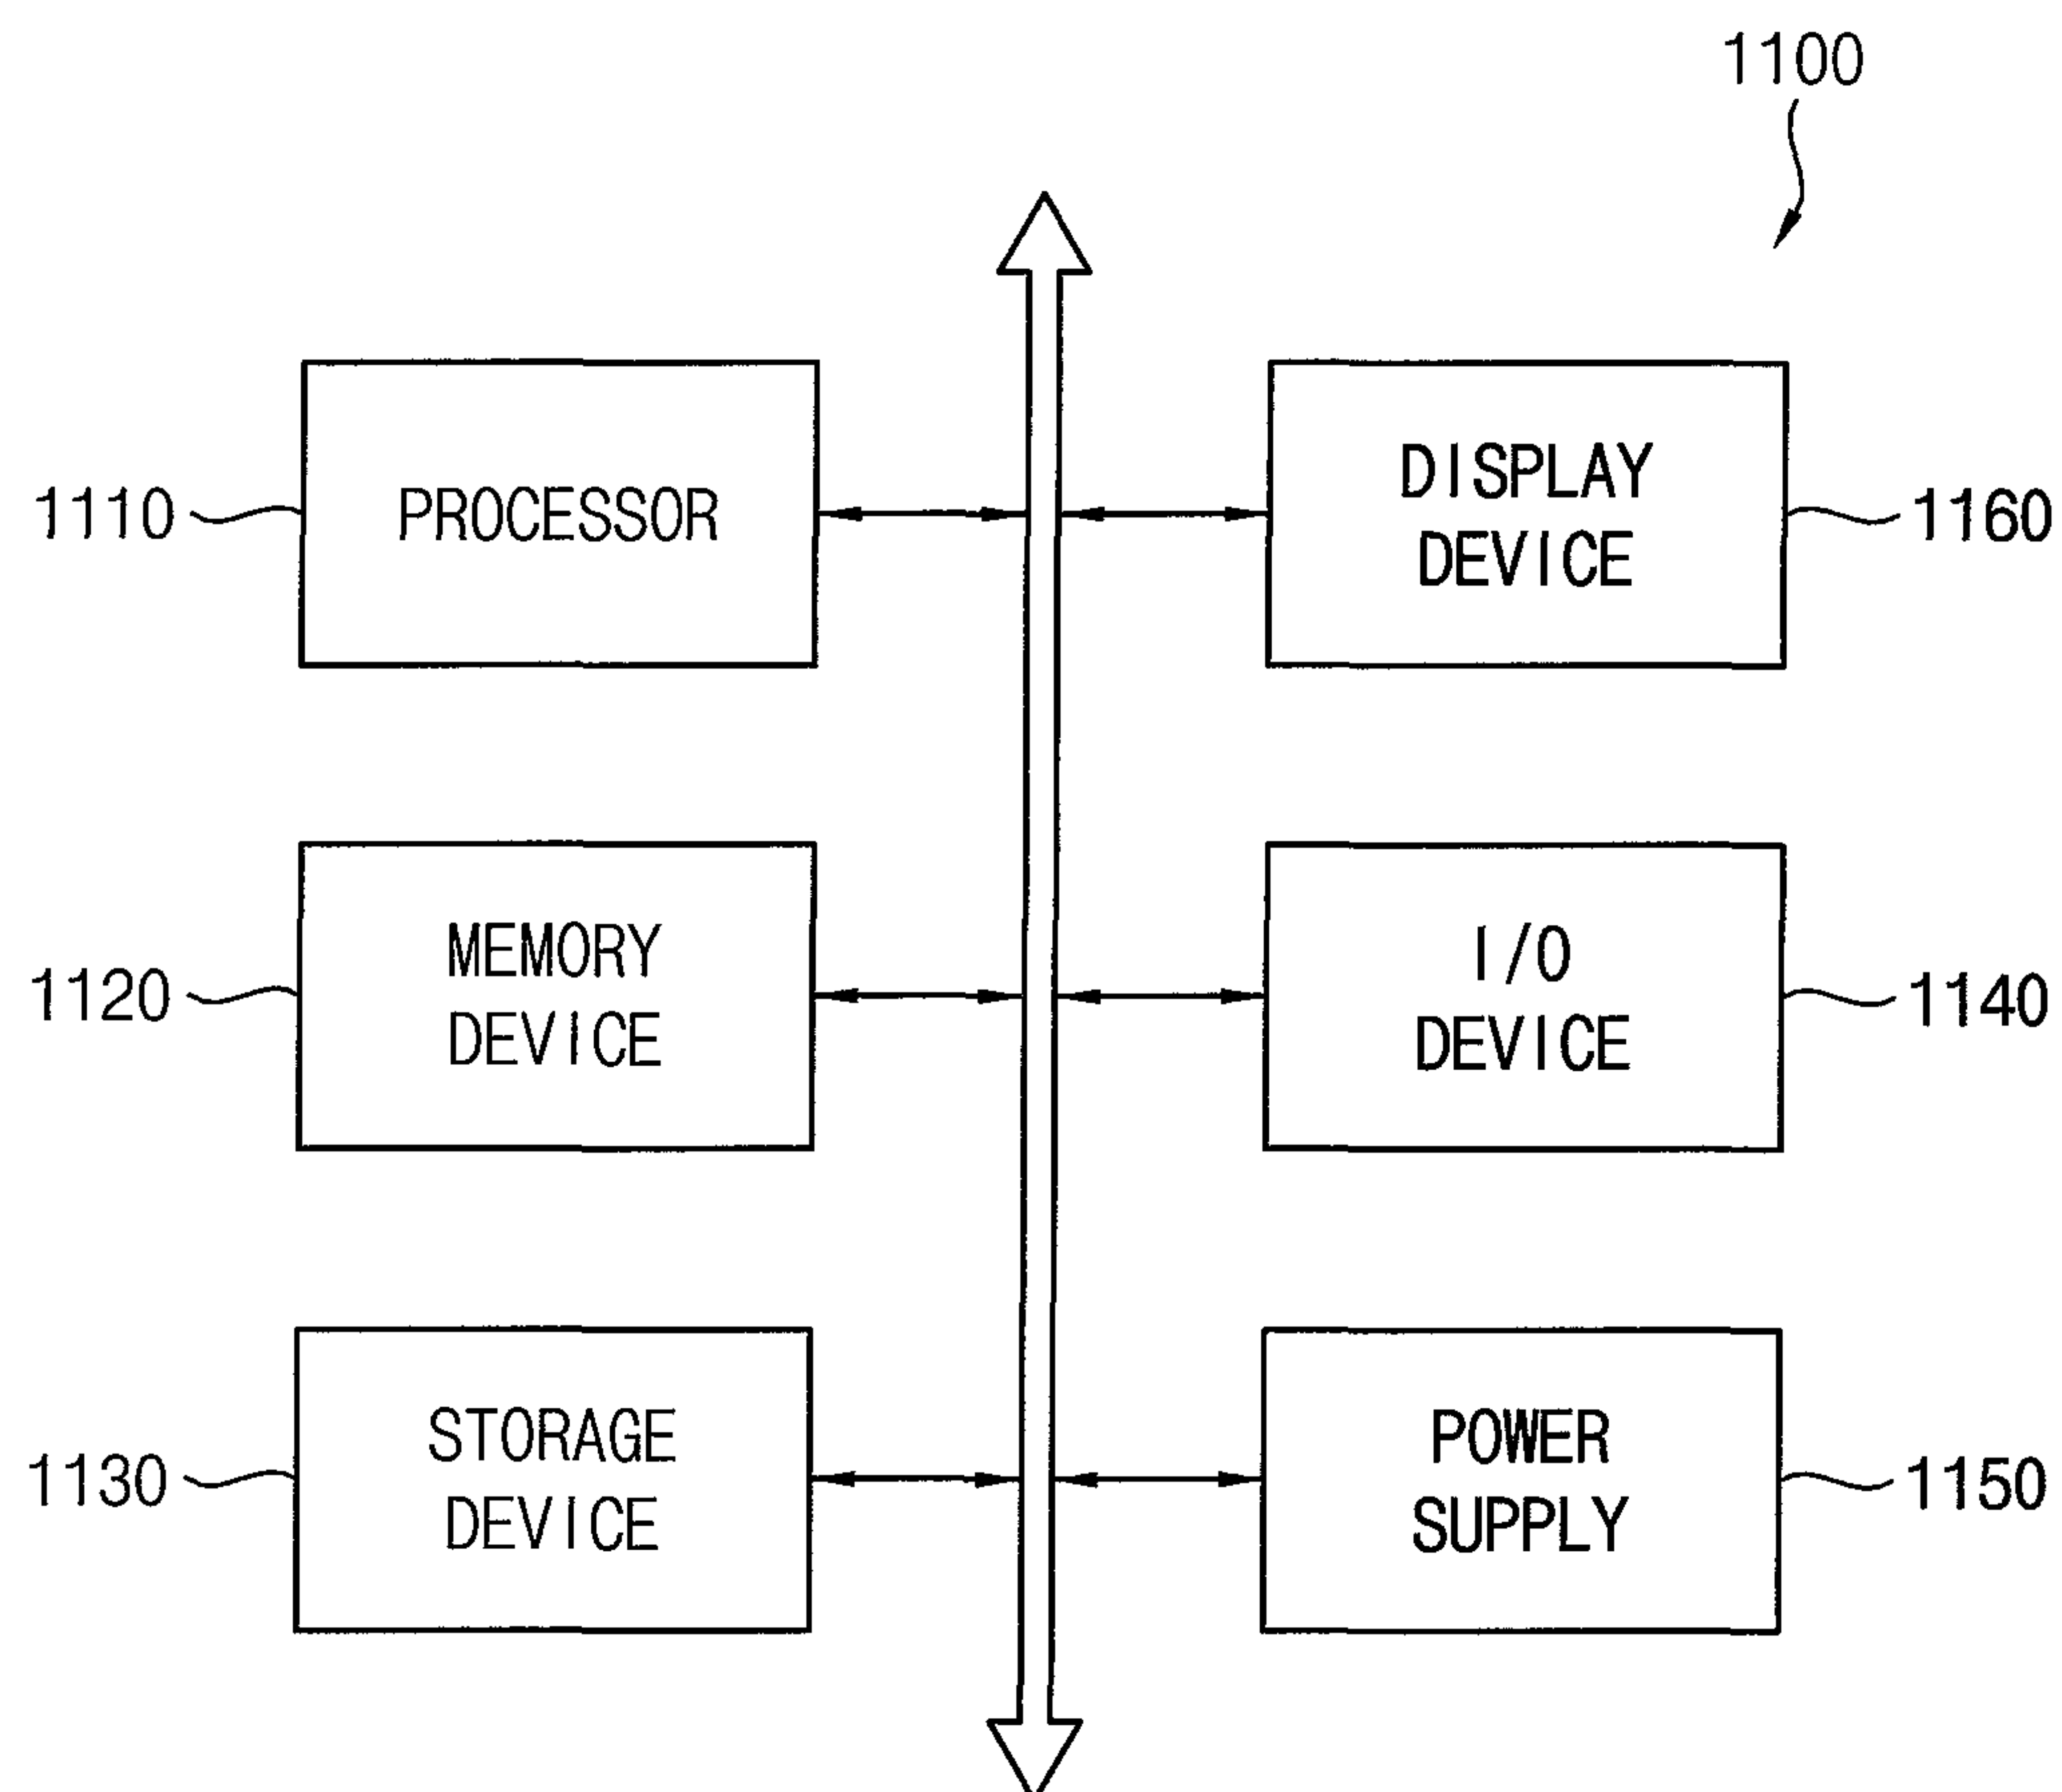 1100
1110
PROCESSOR
DISPLAY
DEVICE
1160
1120
MEMORY
DEVICE
I/O
DEVICE
1140
1130
STORAGE
DEVICE
POWER
SUPPLY
1150